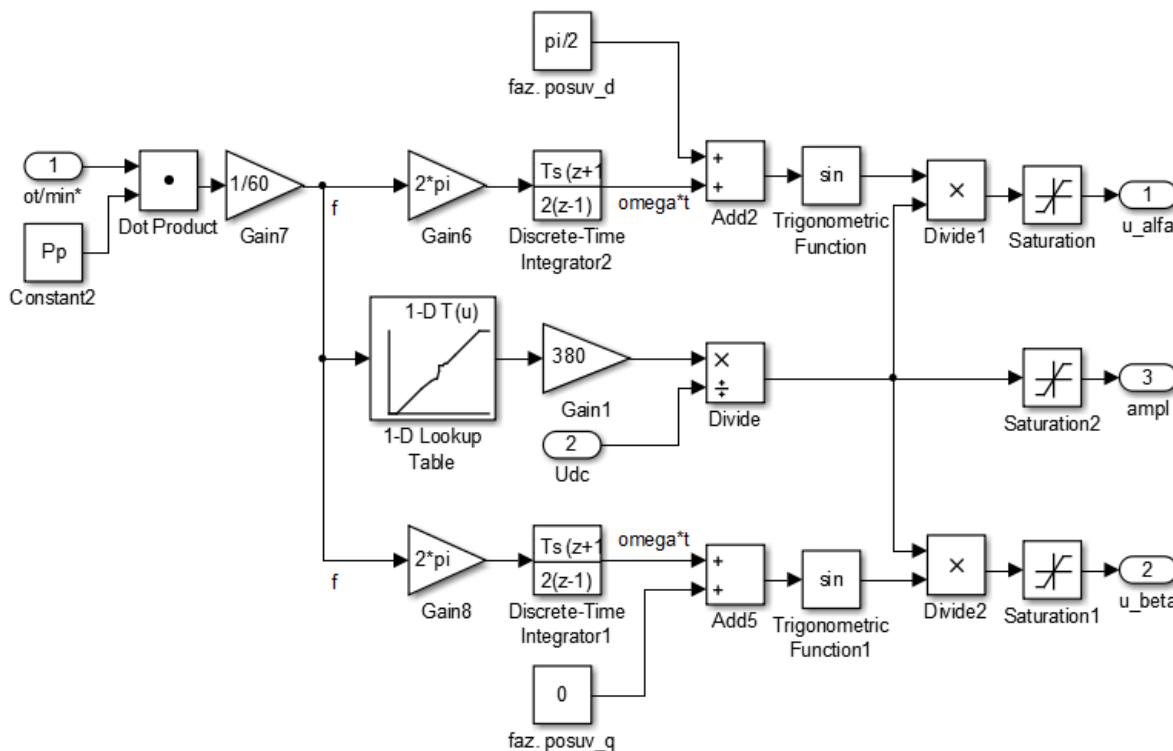 pi/2
faz. posuv_d
1
ot/min*
Dot Product
1/60
Gain7
f
2*pi
Gain6
Ts (z+1
2(z-1)
omega*t
Discrete-Time
Integrator2
+
+
Add2
sin
Trigonometric
Function
×
Divide1
Saturation
1
u_alfa
Pp
Constant2
1-D T(u)
1-D Lookup
Table
380
Gain1
2
Udc
×
÷
Divide
Saturation2
3
ampl
f
2*pi
Gain8
Ts (z+1
2(z-1)
omega*t
Discrete-Time
Integrator1
+
+
Add5
sin
Trigonometric
Function1
×
Divide2
Saturation1
2
u_beta
0
faz. posuv_q